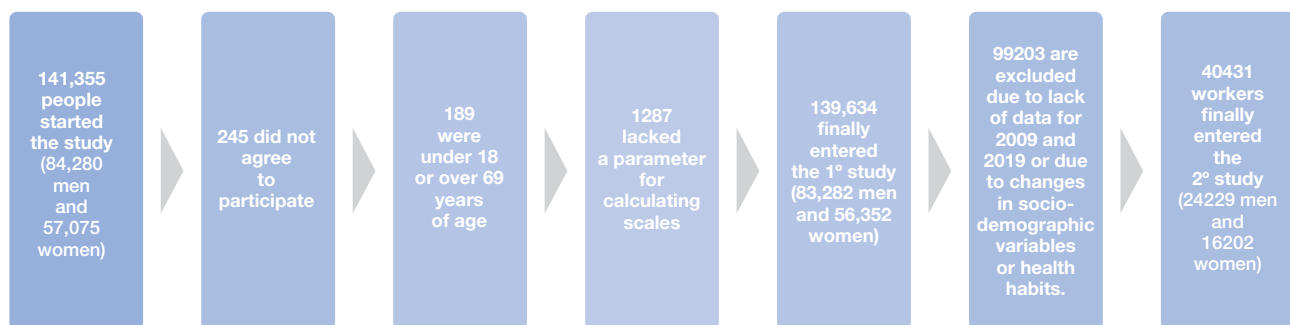 141,355
people
started
the study
(84,280
men
and
57,075
women)
245 did not
agree
to
participate
189
were
under 18
or over 69
years
of age
1287
lacked
a parameter
for
calculating
scales
139,634
finally
entered
the 1º study
(83,282 men
and 56,352
women)
99203 are
excluded
due to lack
of data for
2009 and
2019 or due
to changes
in socio-
demographic
variables
or health
habits.
40431
workers
finally
entered
the
2º study
(24229 men
and
16202
women)